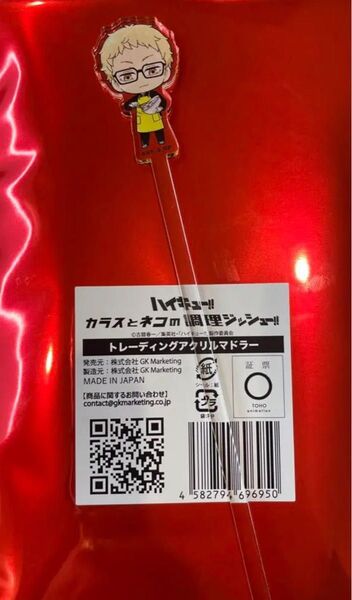 ハイキュー!!
カラスとネコの調理ジッシュー!!
©古舘春一/集英社・「ハイキュー!!」製作委員会
トレーディングアクリルマドラー
発売元：株式会社 GK Marketing
製造元：株式会社 GK Marketing
MADE IN JAPAN
【商品に関するお問い合わせ】
contact@gkmarketing.co.jp
紙
シール：紙
プラ
証票
TOHO
animation
4 582794 696950